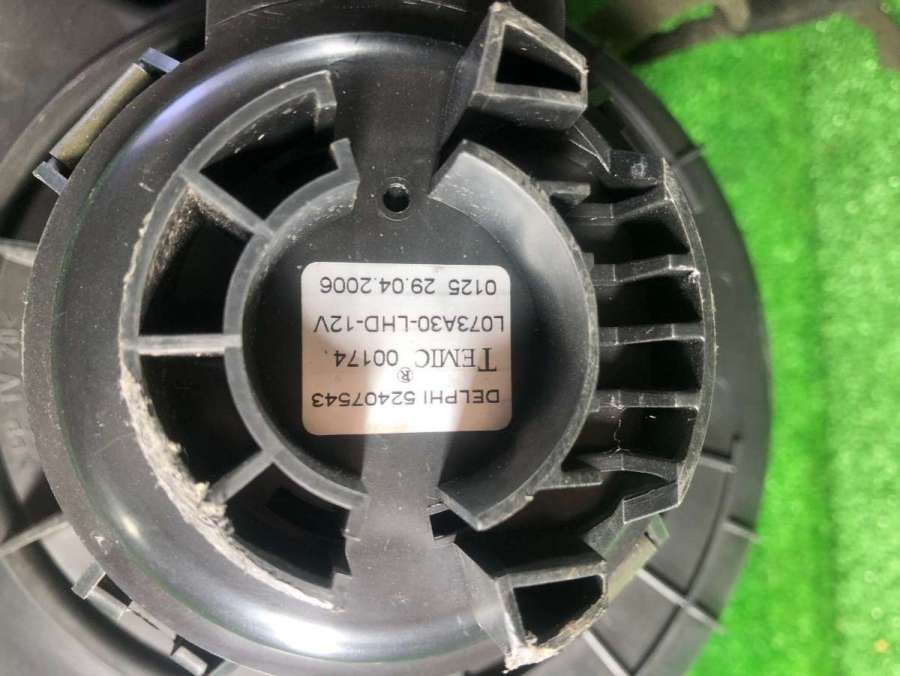 DELPHI 52407543
TEMIC® 00174.
L073A30-LHD-12V
0125 29.04.2006